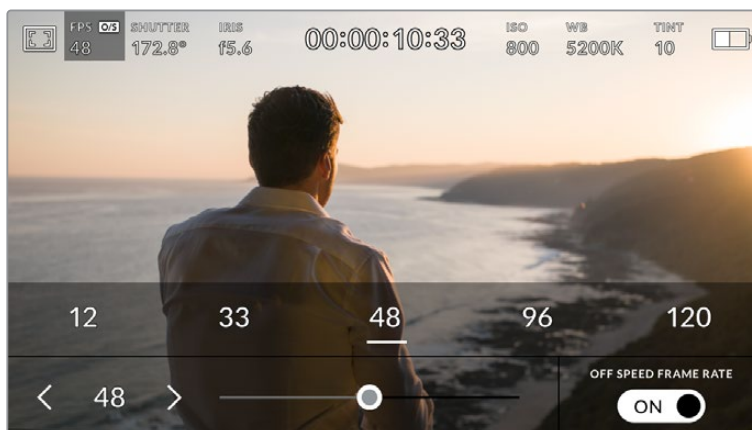 FPS O/S SHUTTER IRIS 00:00:10:33 ISO WB TINT
48 172.8° f5.6 800 5200K 10
12 33 48 96 120
OFF SPEED FRAME RATE
48 ON